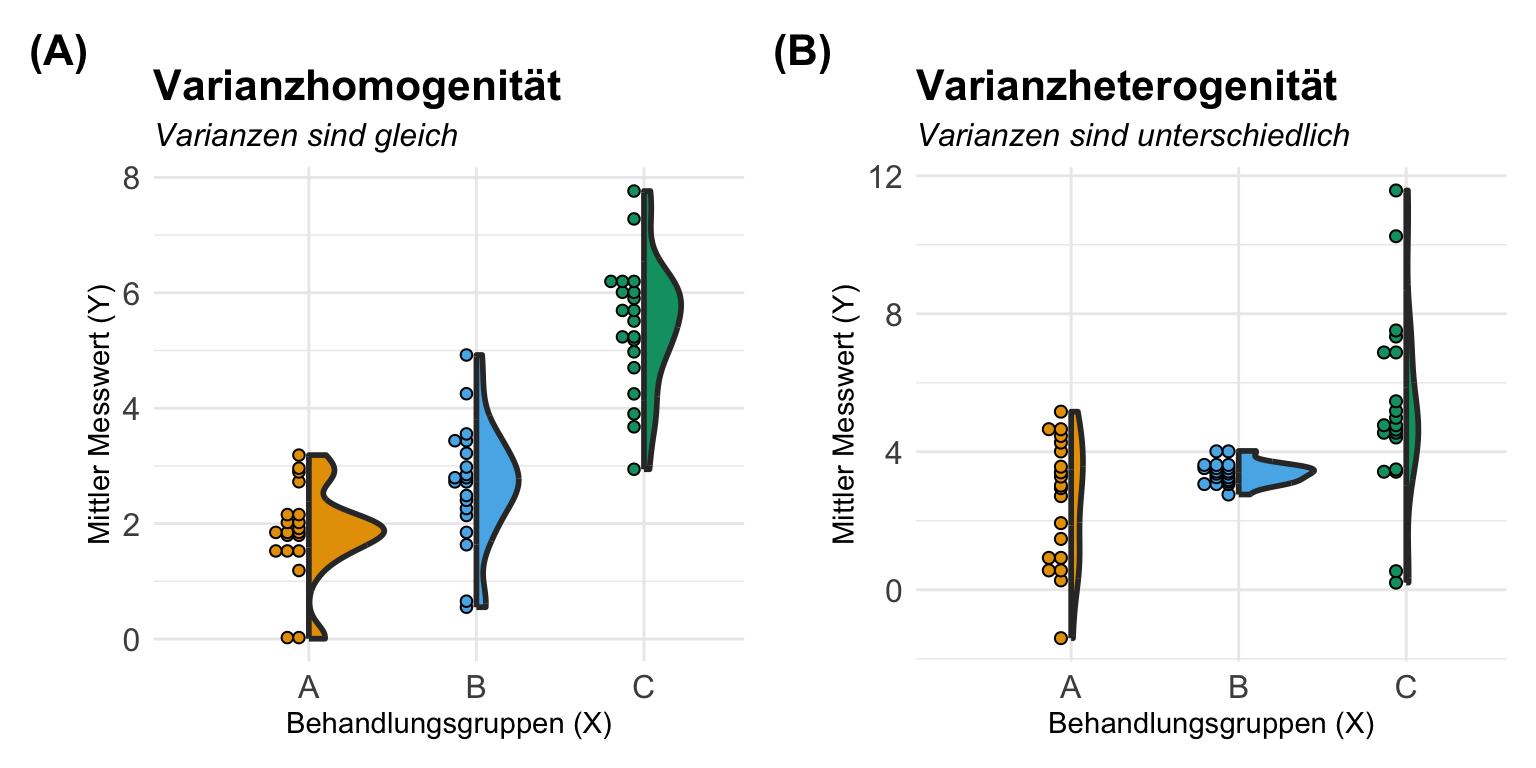 (A)
Varianzhomogenität
Varianzen sind gleich
8
6
4
2
0
Mittler Messwert (Y)
A B C
Behandlungsgruppen (X)
(B)
Varianzheterogenität
Varianzen sind unterschiedlich
12
8
4
0
Mittler Messwert (Y)
A B C
Behandlungsgruppen (X)